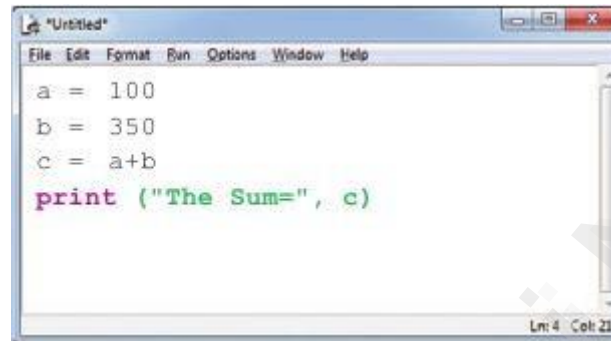 *Untitled*
File Edit Format Run Options Window Help
a = 100
b = 350
c = a+b
print ("The Sum=", c)
Ln: 4 Col: 21